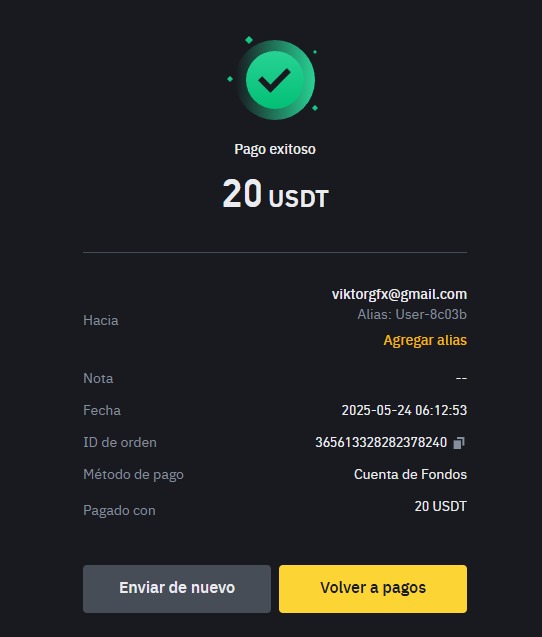 Pago exitoso
20 USDT
Hacia
viktorgfx@gmail.com
Alias: User-8c03b
Agregar alias
Nota --
Fecha 2025-05-24 06:12:53
ID de orden 365613328282378240
Método de pago Cuenta de Fondos
Pagado con 20 USDT
Enviar de nuevo Volver a pagos